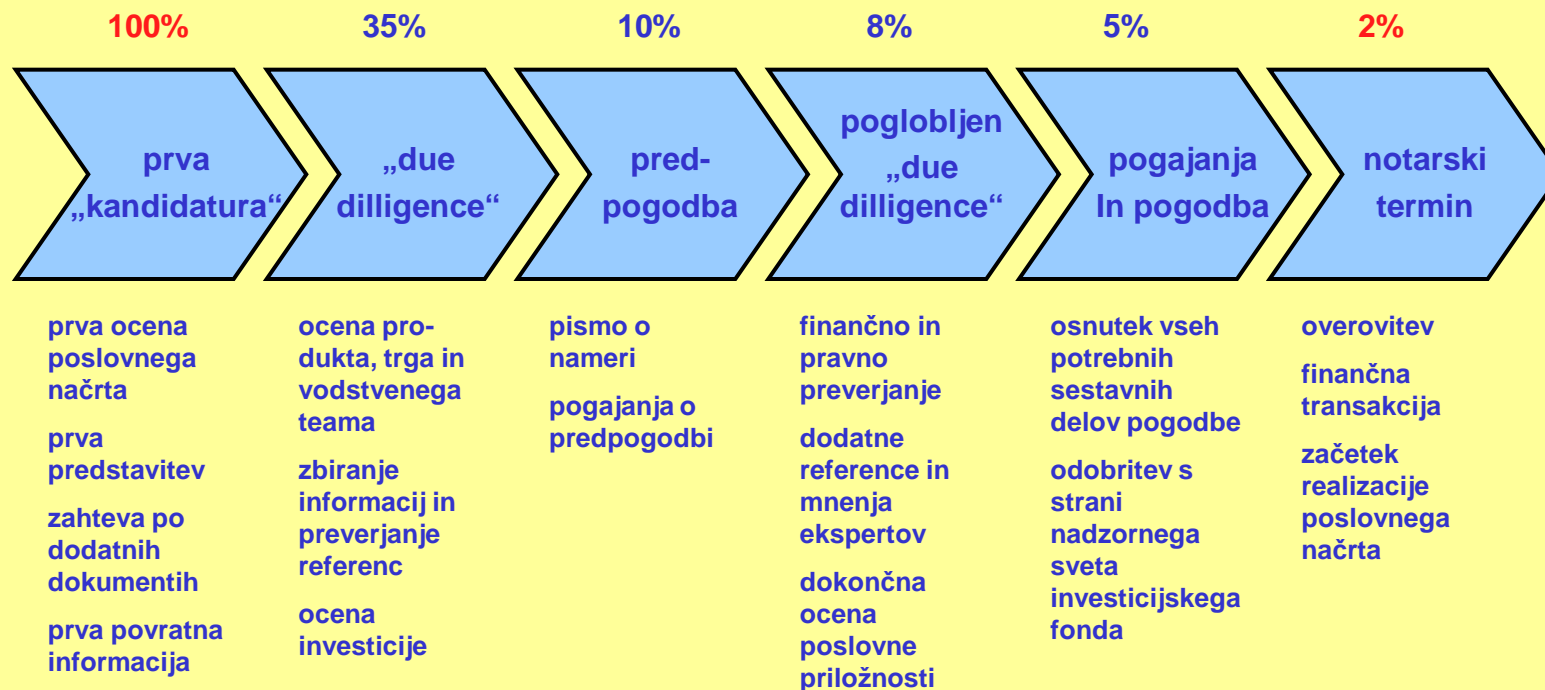 100%
35%
10%
8%
5%
2%
prva
„kandidatura“
„due
dilligence“
pred-
pogodba
poglobljen
„due
dilligence“
pogajanja
In pogodba
notarski
termin
prva ocena
poslovnega
načrta
prva
predstavitev
zahteva po
dodatnih
dokumentih
prva povratna
informacija
ocena pro-
dukta, trga in
vodstvenega
teama
zbiranje
informacij in
preverjanje
referenc
ocena
investicije
pismo o
nameri
pogajanja o
predpogodbi
finančno in
pravno
preverjanje
dodatne
reference in
mnenja
ekspertov
dokončna
ocena
poslovne
priložnosti
osnutek vseh
potrebnih
sestavnih
delov pogodbe
odobritev s
strani
nadzornega
sveta
investicijskega
fonda
overovitev
finančna
transakcija
začetek
realizacije
poslovnega
načrta